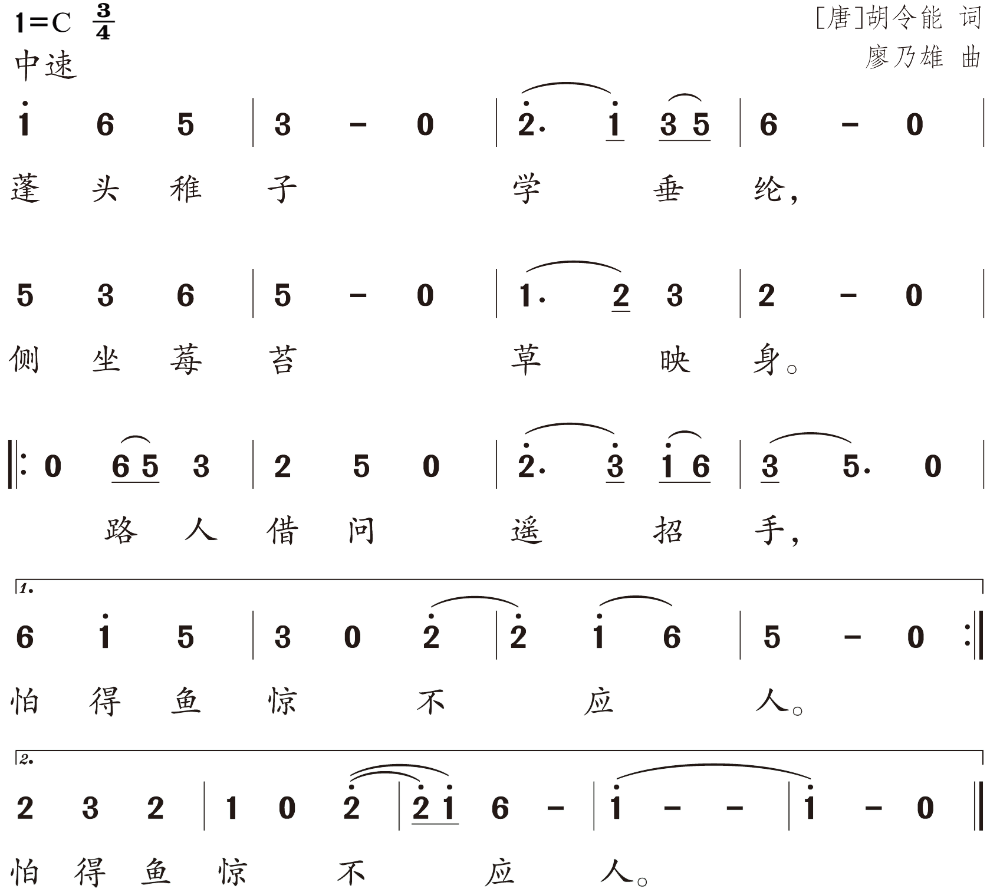 1=C 3/4 [唐]胡令能 词
中速 廖乃雄 曲
i̇ 6 5 | 3 - 0 | 2̇. i̇ 3 5 | 6 - 0 |
蓬 头 稚 子 学 垂 纶，
5 3 6 | 5 - 0 | 1. 2 3 | 2 - 0 |
侧 坐 莓 苔 草 映 身。
‖: 0 6 5 3 | 2 5 0 | 2̇. 3̇ 1̇ 6 | 3 5. 0 |
路 人 借 问 遥 招 手，
1.
6 1̇ 5 | 3 0 2̇ | 2̇ 1̇ 6 | 5 - 0 :‖
怕 得 鱼 惊 不 应 人。
2.
2 3 2 | 1 0 2̇ | 2̇ 1̇ 6 - | 1̇ - - | 1̇ - 0 ‖
怕 得 鱼 惊 不 应 人。